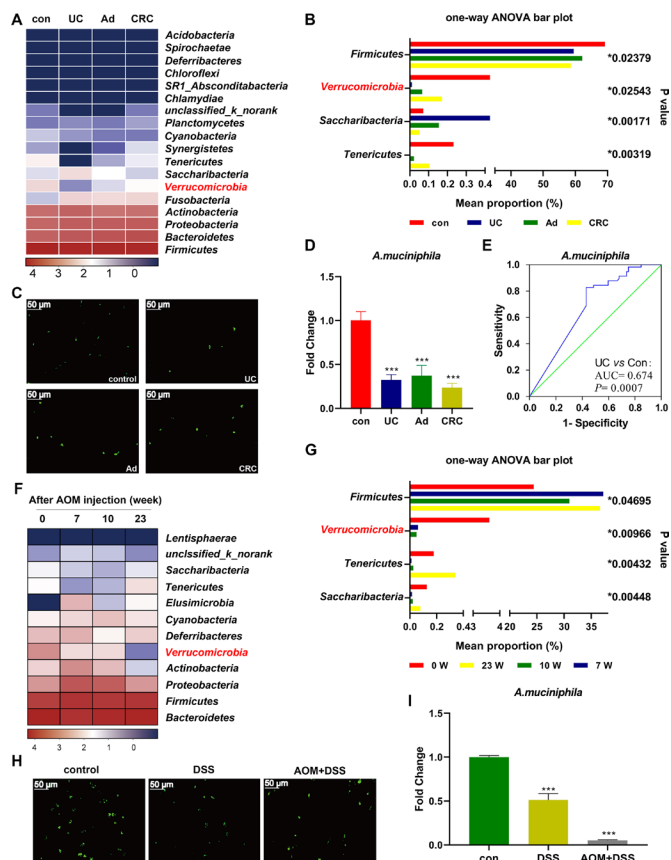 A
con UC Ad CRC
Acidobacteria
Spirochaetae
Deferribacteres
Chloroflexi
SR1_Absconditabacteria
Chlamydiae
unclassified_k_norank
Planctomycetes
Cyanobacteria
Synergistetes
Tenericutes
Saccharibacteria
Verrucomicrobia
Fusobacteria
Actinobacteria
Proteobacteria
Bacteroidetes
Firmicutes
4 2 1 0
B
one-way ANOVA bar plot
Firmicutes
Verrucomicrobia
Saccharibacteria
Tenericutes
*0.02379
*0.02543
*0.00171
*0.00319
P value
0.0 0.1 0.2 0.3 0.4 40 50 60 70
Mean proportion (%)
con UC Ad CRC
C
50 µm
control
50 µm
UC
50 µm
Ad
50 µm
CRC
D
A.muciniphila
Fold Change
1.5
1.0
0.5
0.0
***
***
***
con UC Ad CRC
E
A.muciniphila
Sensitivity
1.0
0.8
0.6
0.4
0.2
0.0
UC vs Con:
AUC= 0.674
P= 0.0007
0.0 0.2 0.4 0.6 0.8 1.0
1- Specificity
F
After AOM injection (week)
0 7 10 23
Lentisphaerae
unclssified_k_norank
Saccharibacteria
Tenericutes
Elusimicrobia
Cyanobacteria
Deferribacteres
Verrucomicrobia
Actinobacteria
Proteobacteria
Firmicutes
Bacteroidetes
4 2 1 0
G
one-way ANOVA bar plot
Firmicutes
Verrucomicrobia
Tenericutes
Saccharibacteria
*0.04695
*0.00966
*0.00432
*0.00448
P value
0.0 0.2 0.4 0.43 4 20 25 30 35
Mean proportion (%)
0 W 23 W 10 W 7 W
H
control DSS AOM+DSS
50 µm 50 µm 50 µm
I
A.muciniphila
Fold Change
1.5
1.0
0.5
0.0
***
***
con DSS AOM+DSS